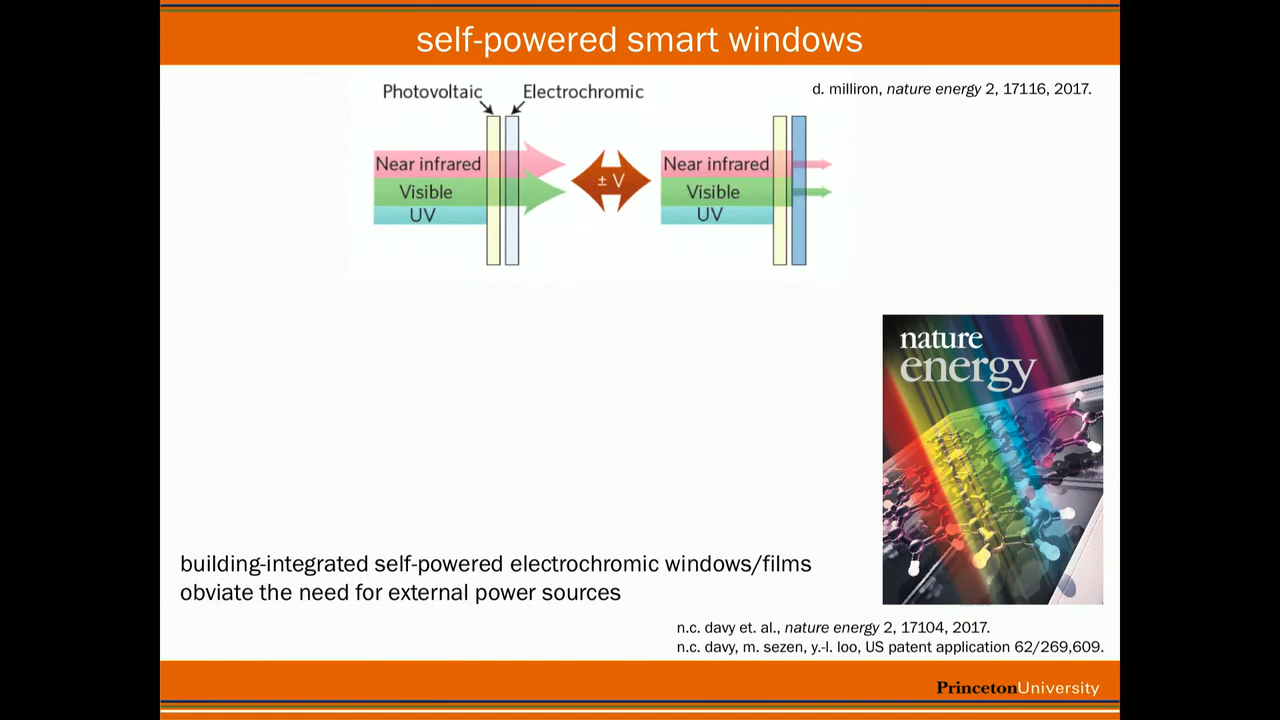 self-powered smart windows
Photovoltaic
Electrochromic
d. milliron, nature energy 2, 17116, 2017.
Near infrared
Visible
UV
± V
Near infrared
Visible
UV
nature
energy
building-integrated self-powered electrochromic windows/films
obviate the need for external power sources
n.c. davy et. al., nature energy 2, 17104, 2017.
n.c. davy, m. sezen, y.-l. loo, US patent application 62/269,609.
PrincetonUniversity